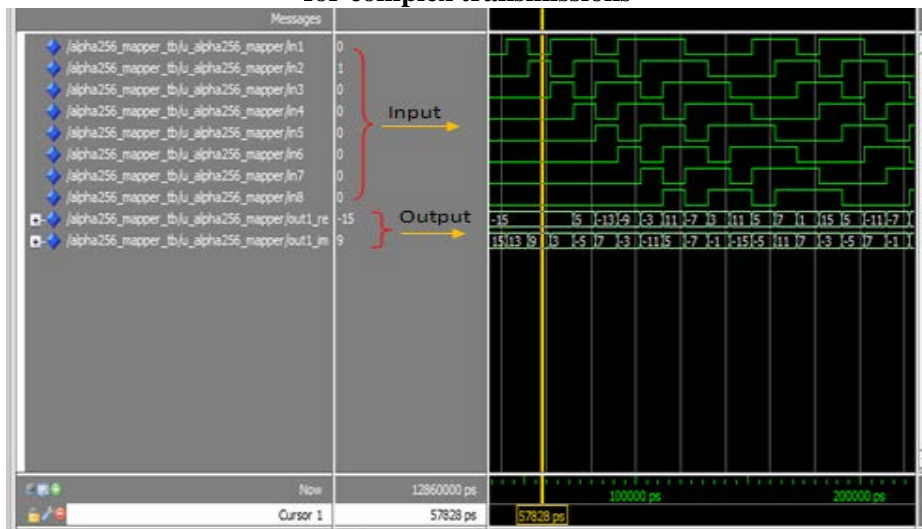 for complex transmissions
Messages
/alpha256_mapper_tb/u_alpha256_mapper/in1 0
/alpha256_mapper_tb/u_alpha256_mapper/in2 1
/alpha256_mapper_tb/u_alpha256_mapper/in3 0
/alpha256_mapper_tb/u_alpha256_mapper/in4 0
/alpha256_mapper_tb/u_alpha256_mapper/in5 0
/alpha256_mapper_tb/u_alpha256_mapper/in6 0
/alpha256_mapper_tb/u_alpha256_mapper/in7 0
/alpha256_mapper_tb/u_alpha256_mapper/in8 0
Input
/alpha256_mapper_tb/u_alpha256_mapper/out1_re -15 -15 5 -13 -9 -3 11 -7 3 11 5 7 1 15 5 -11 -7
/alpha256_mapper_tb/u_alpha256_mapper/out1_im 9 15 13 9 3 -5 7 -3 -11 5 -7 -1 -15 -5 11 7 -3 -5 7 -1
Output
Now 12860000 ps
100000 ps 200000 ps
Cursor 1 57828 ps 57828 ps